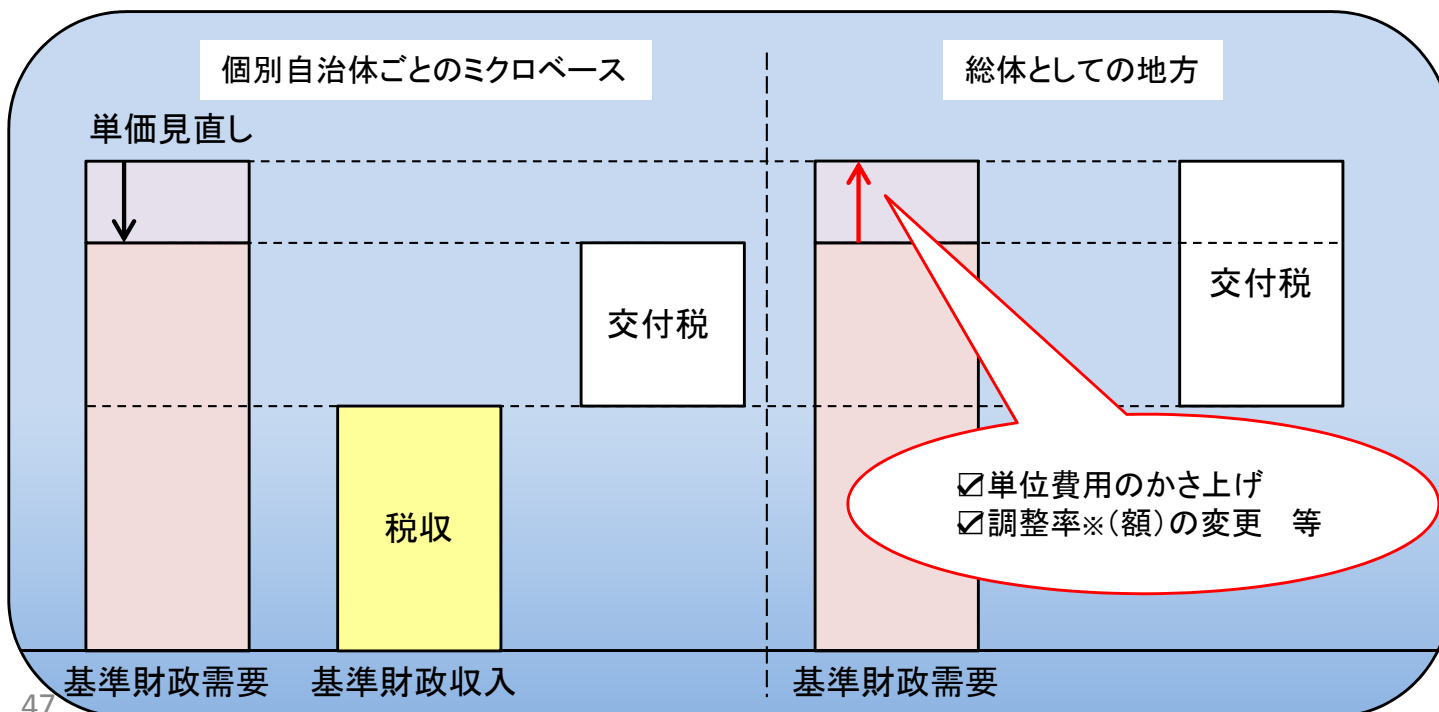 個別自治体ごとのミクロベース
総体としての地方
単価見直し
交付税
交付税
税収
☑単位費用のかさ上げ
☑調整率※(額)の変更　等
基準財政需要
基準財政収入
基準財政需要
47